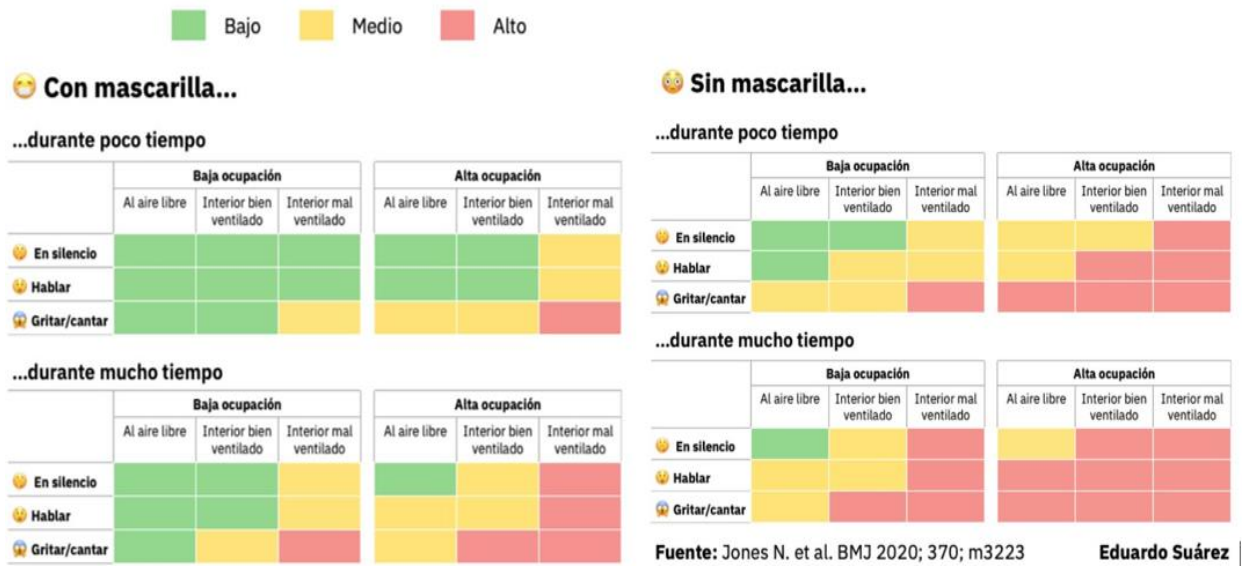 Bajo Medio Alto
Con mascarilla...
...durante poco tiempo
Baja ocupación Alta ocupación
Al aire libre Interior bien ventilado Interior mal ventilado Al aire libre Interior bien ventilado Interior mal ventilado
En silencio
Hablar
Gritar/cantar
...durante mucho tiempo
Baja ocupación Alta ocupación
Al aire libre Interior bien ventilado Interior mal ventilado Al aire libre Interior bien ventilado Interior mal ventilado
En silencio
Hablar
Gritar/cantar
Sin mascarilla...
...durante poco tiempo
Baja ocupación Alta ocupación
Al aire libre Interior bien ventilado Interior mal ventilado Al aire libre Interior bien ventilado Interior mal ventilado
En silencio
Hablar
Gritar/cantar
...durante mucho tiempo
Baja ocupación Alta ocupación
Al aire libre Interior bien ventilado Interior mal ventilado Al aire libre Interior bien ventilado Interior mal ventilado
En silencio
Hablar
Gritar/cantar
Fuente: Jones N. et al. BMJ 2020; 370; m3223 Eduardo Suárez